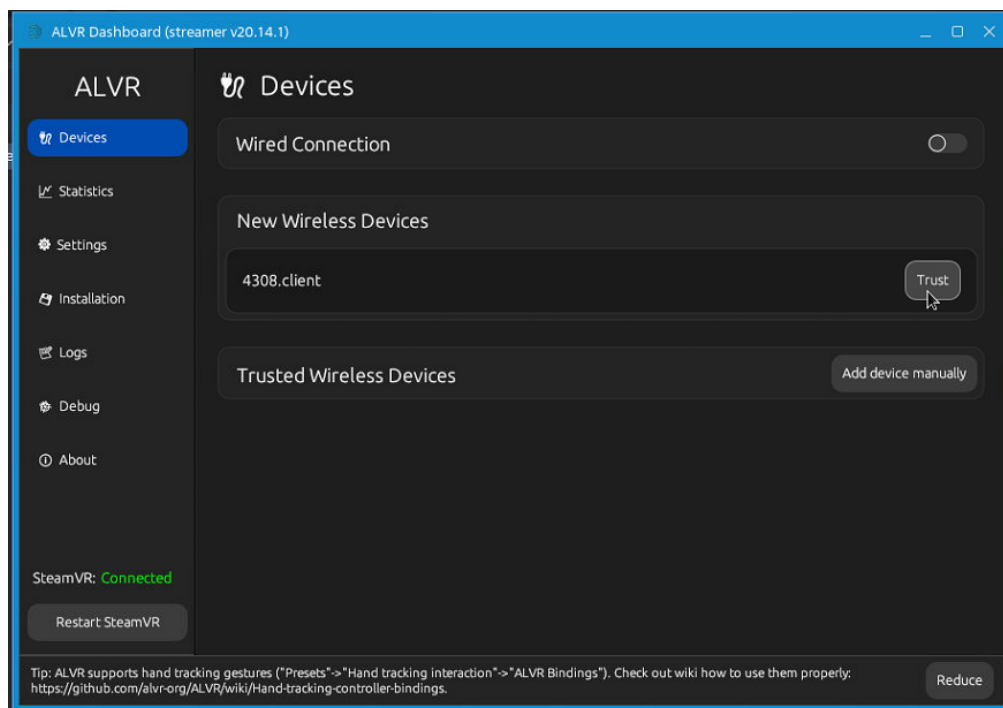 ALVR Dashboard (streamer v20.14.1)
ALVR
Devices
Statistics
Settings
Installation
Logs
Debug
About
SteamVR: Connected
Restart SteamVR
Devices
Wired Connection
New Wireless Devices
4308.client
Trust
Trusted Wireless Devices
Add device manually
Tip: ALVR supports hand tracking gestures ("Presets"->"Hand tracking interaction"->"ALVR Bindings"). Check out wiki how to use them properly:
https://github.com/alvr-org/ALVR/wiki/Hand-tracking-controller-bindings.
Reduce